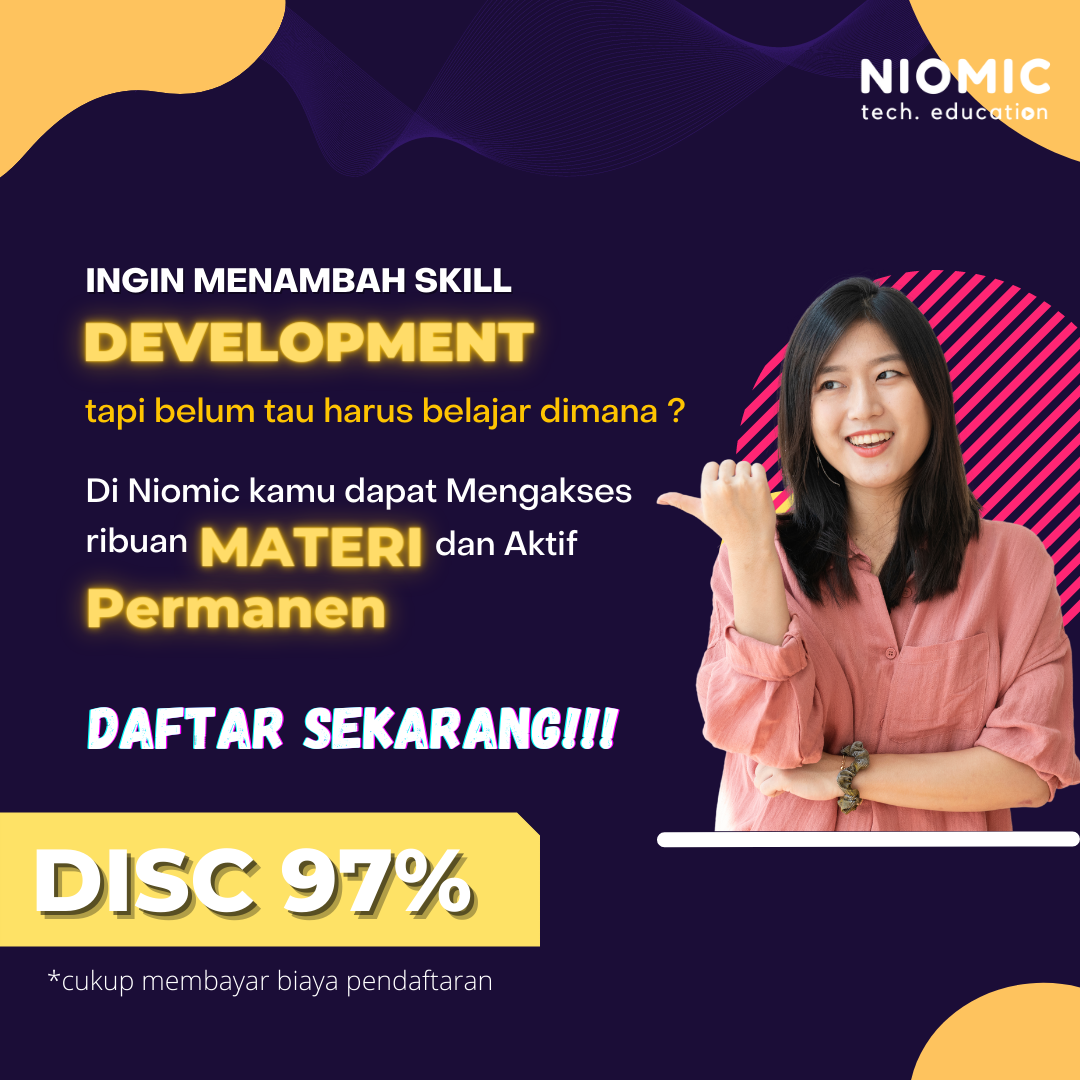 NIOMIC
tech. education
INGIN MENAMBAH SKILL
DEVELOPMENT
tapi belum tau harus belajar dimana ?
Di Niomic kamu dapat Mengakses
ribuan MATERI dan Aktif
Permanen
DAFTAR SEKARANG!!!
DISC 97%
*cukup membayar biaya pendaftaran